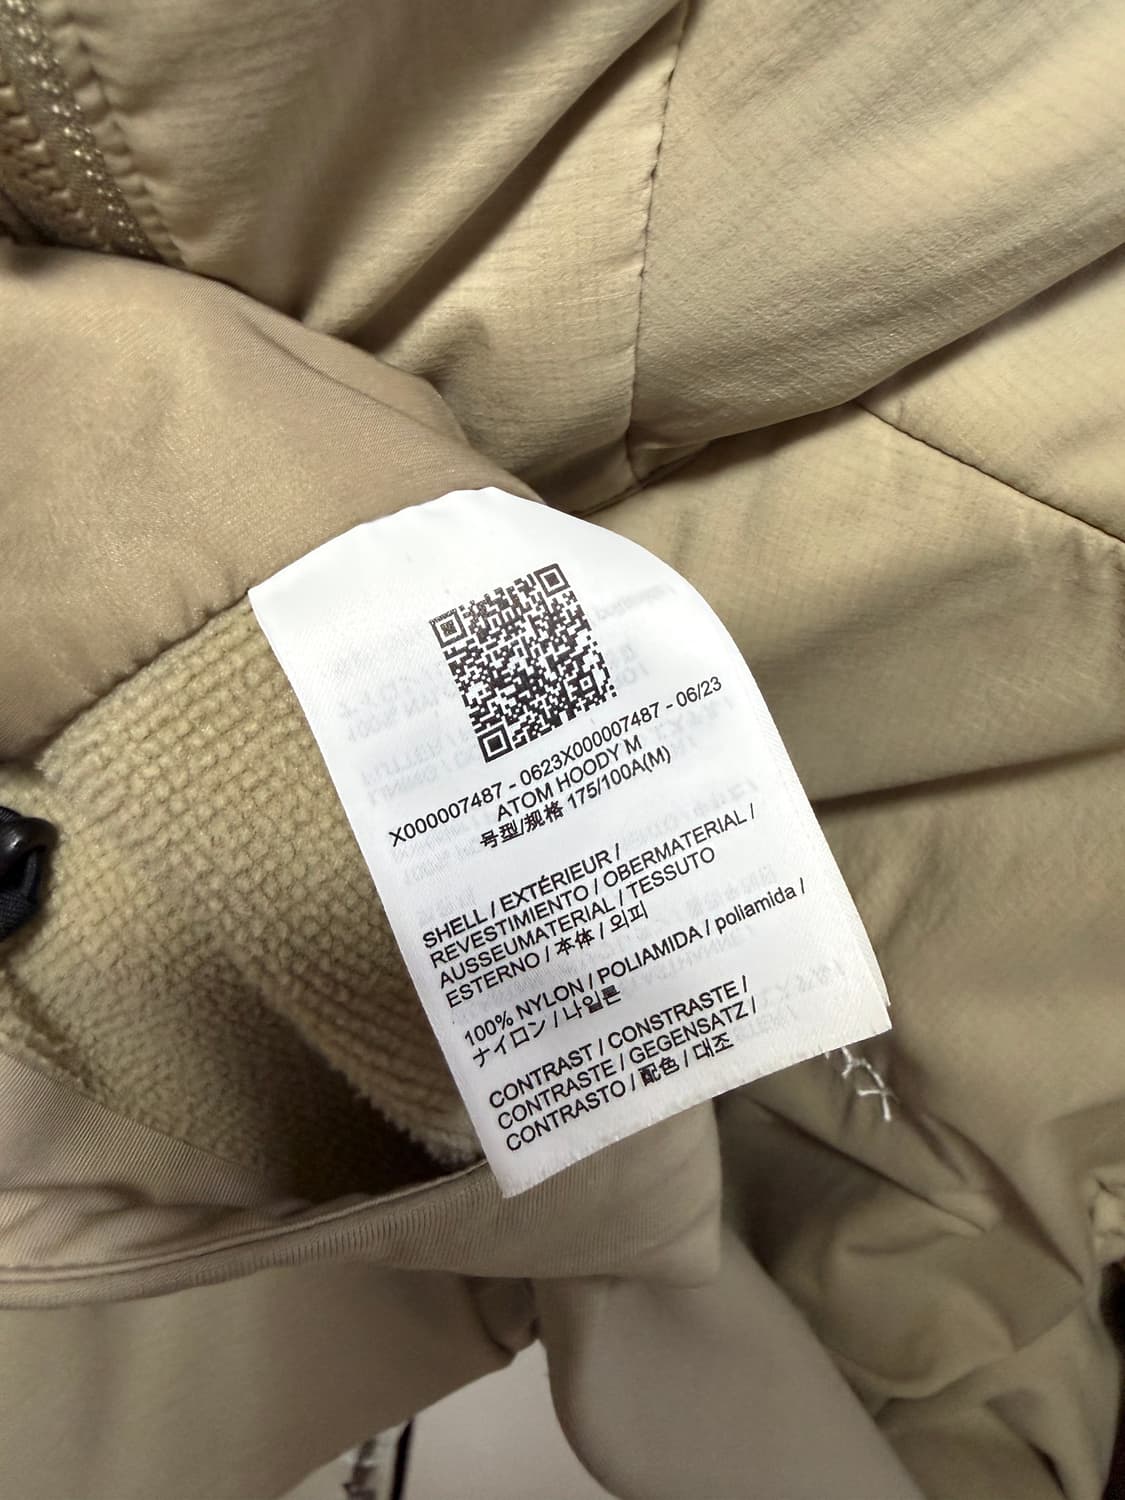 X000007487 - 0623X000007487 - 06/23
ATOM HOODY M
号型/规格 175/100A(M)
SHELL / EXTÉRIEUR /
REVESTIMIENTO / OBERMATERIAL /
AUSSEUMATERIAL / TESSUTO
ESTERNO / 本体 / 외피
100% NYLON / POLIAMIDA / poliamida /
ナイロン / 나일론
CONTRAST / CONSTRASTE /
CONTRASTE / GEGENSATZ /
CONTRASTO / 配色 / 대조